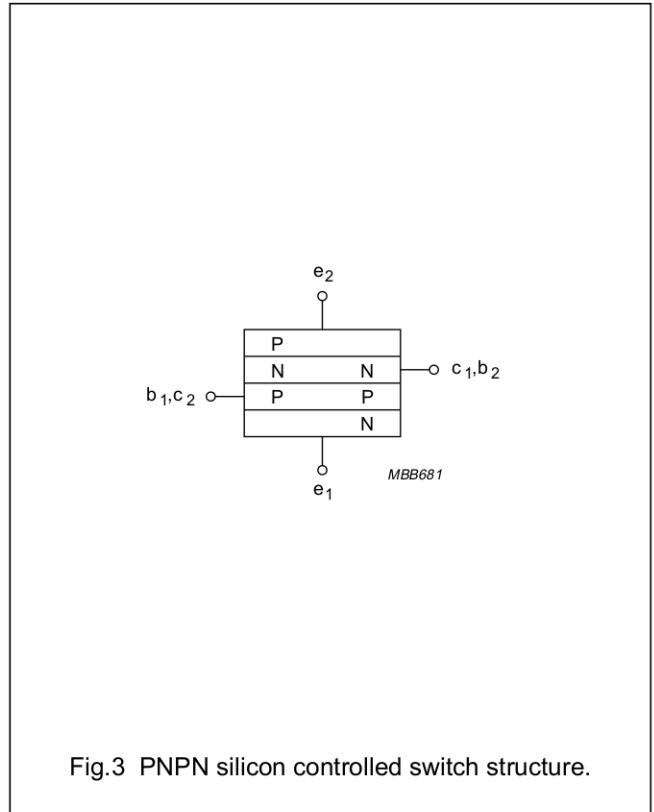 e2
P
N N c1,b2
b1,c2 P P
N
MBB681
e1
Fig.3 PNPN silicon controlled switch structure.